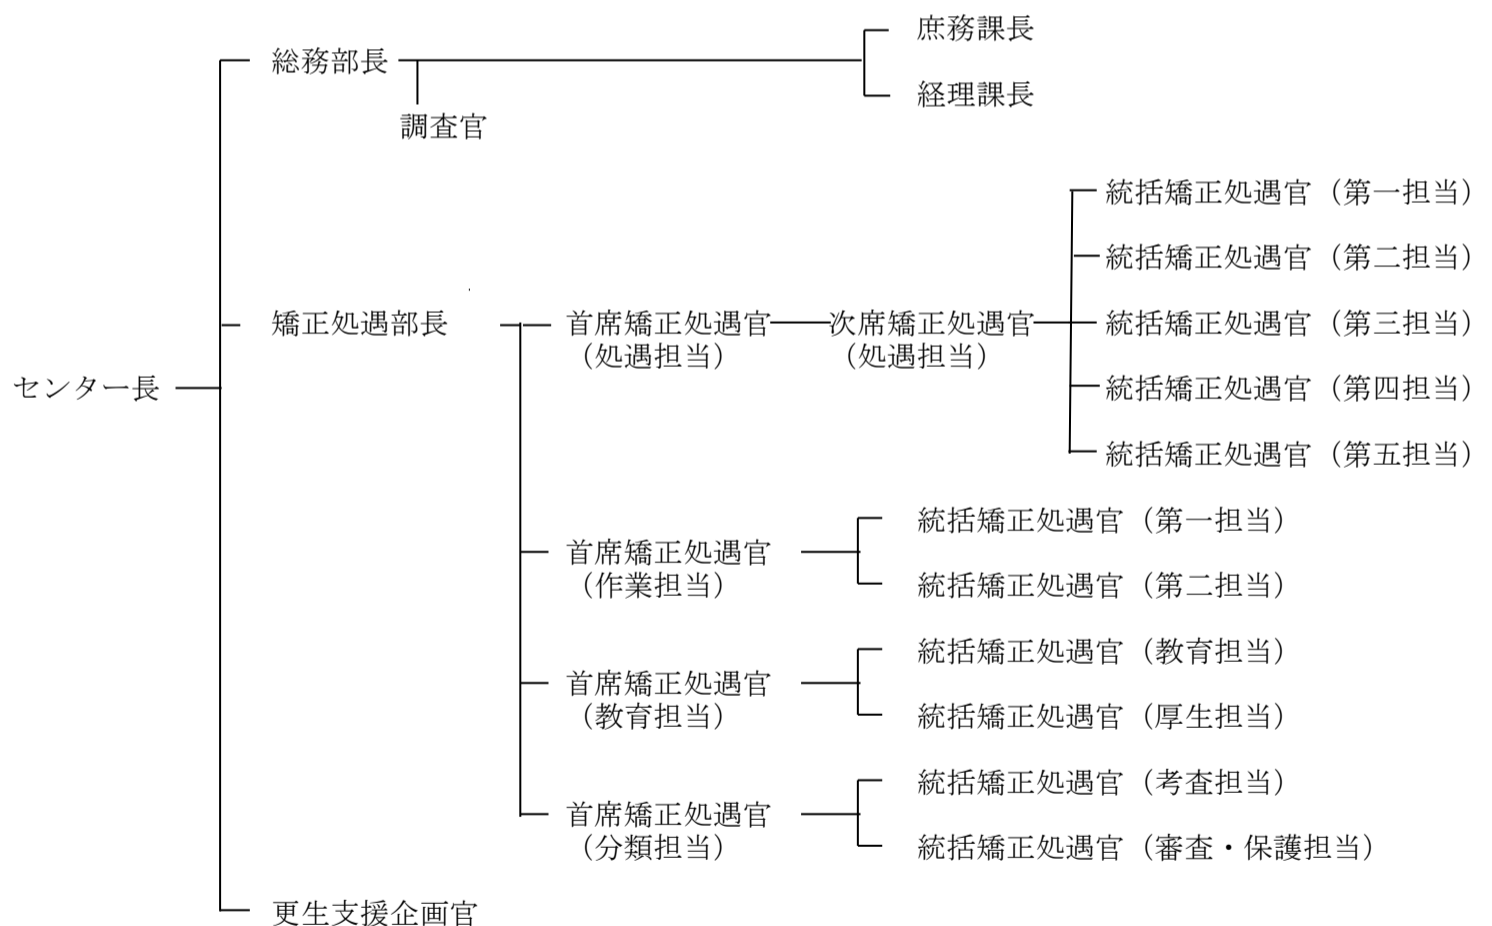 庶務課長
総務部長
経理課長
調査官
統括矯正処遇官（第一担当）
統括矯正処遇官（第二担当）
矯正処遇部長
首席矯正処遇官
（処遇担当）
次席矯正処遇官
（処遇担当）
統括矯正処遇官（第三担当）
センター長
統括矯正処遇官（第四担当）
統括矯正処遇官（第五担当）
首席矯正処遇官
（作業担当）
統括矯正処遇官（第一担当）
統括矯正処遇官（第二担当）
首席矯正処遇官
（教育担当）
統括矯正処遇官（教育担当）
統括矯正処遇官（厚生担当）
首席矯正処遇官
（分類担当）
統括矯正処遇官（考査担当）
統括矯正処遇官（審査・保護担当）
更生支援企画官